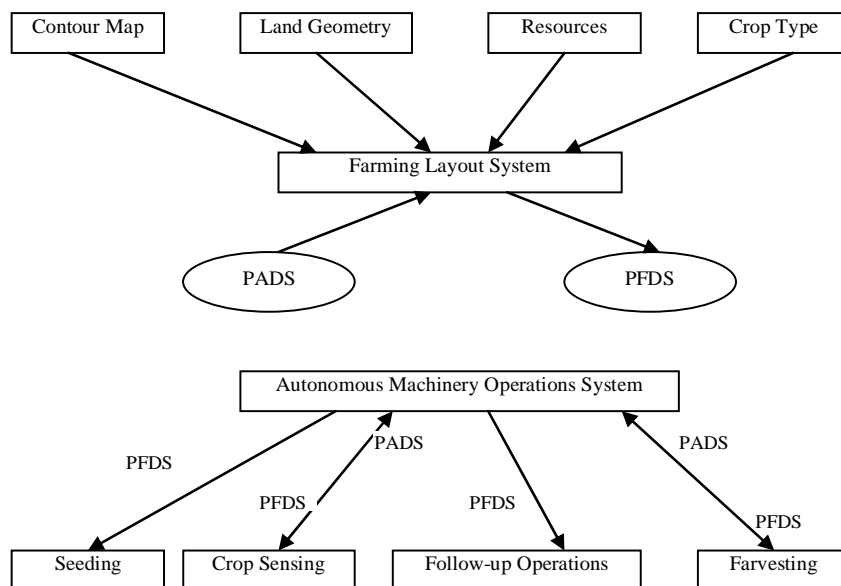 Contour Map
Land Geometry
Resources
Crop Type
Farming Layout System
PADS
PFDS
Autonomous Machinery Operations System
PFDS
PADS
PADS
PFDS
PFDS
PFDS
Seeding
Crop Sensing
Follow-up Operations
Farvesting